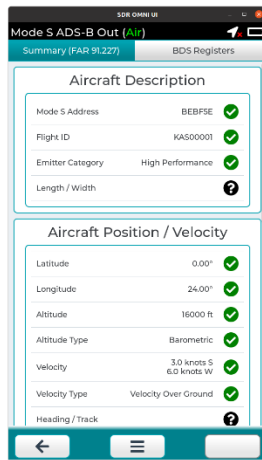 SDR OMNI UI
Mode S ADS-B Out (Air)
Summary (FAR 91.227) BDS Registers
Aircraft Description
Mode S Address BEBF5E
Flight ID KAS00001
Emitter Category High Performance
Length / Width
Aircraft Position / Velocity
Latitude 0.00°
Longitude 24.00°
Altitude 16000 ft
Altitude Type Barometric
Velocity 3.0 knots S
6.0 knots W
Velocity Type Velocity Over Ground
Heading / Track